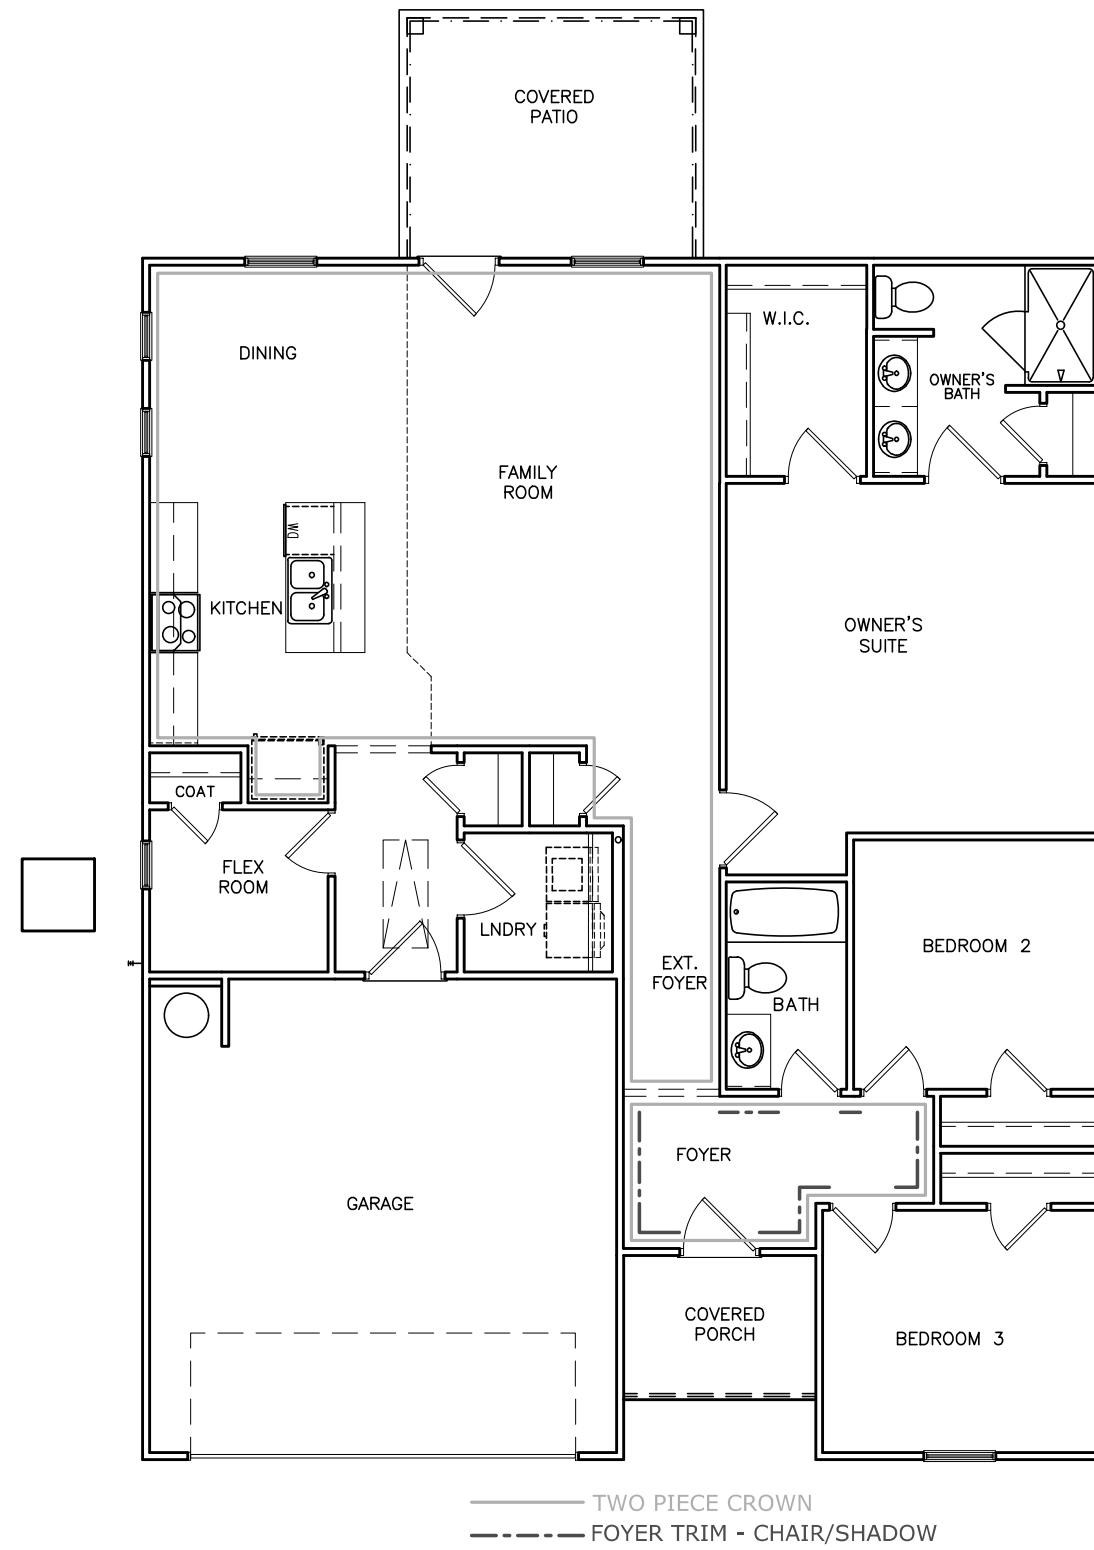 COVERED
PATIO
W.I.C.
DINING
OWNER'S
BATH
FAMILY
ROOM
DW
KITCHEN
OWNER'S
SUITE
COAT
FLEX
ROOM
LNDRY
BEDROOM 2
EXT.
FOYER
BATH
FOYER
GARAGE
COVERED
PORCH
BEDROOM 3
TWO PIECE CROWN
FOYER TRIM - CHAIR/SHADOW